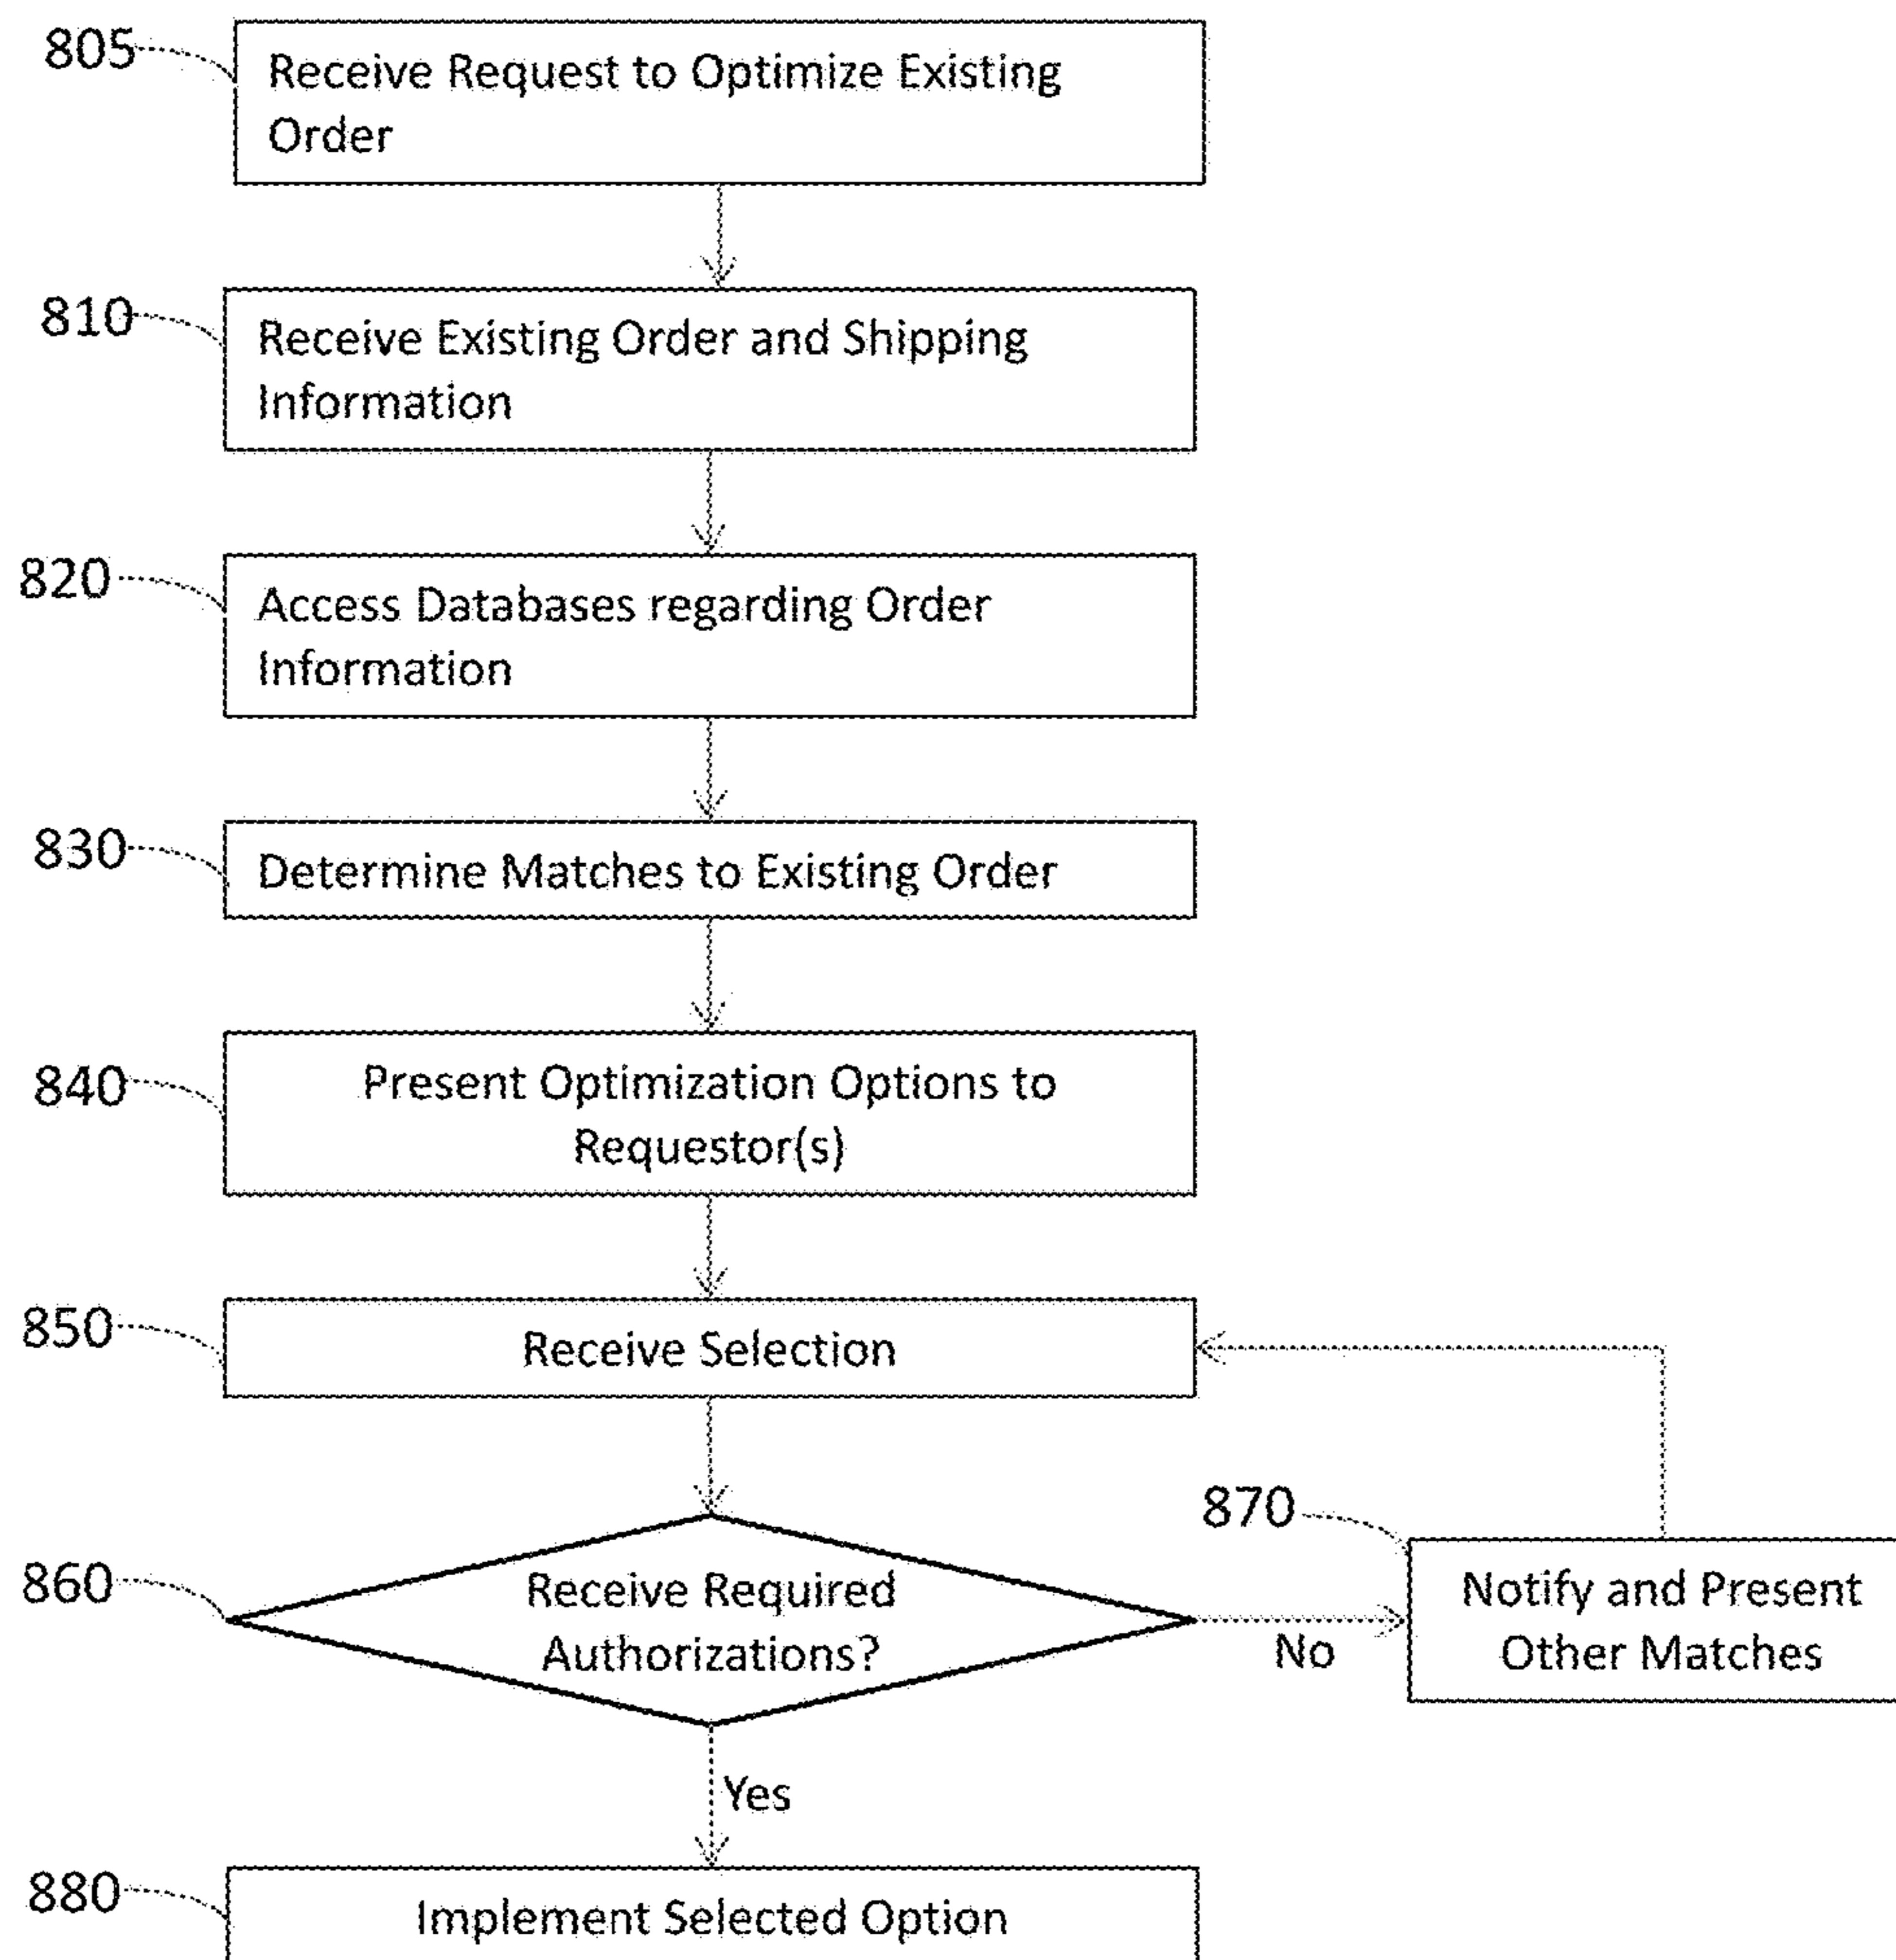 805
Receive Request to Optimize Existing
Order
810
Receive Existing Order and Shipping
Information
820
Access Databases regarding Order
Information
830
Determine Matches to Existing Order
840
Present Optimization Options to
Requestor(s)
850
Receive Selection
860
Receive Required
Authorizations?
No
870
Notify and Present
Other Matches
Yes
880
Implement Selected Option